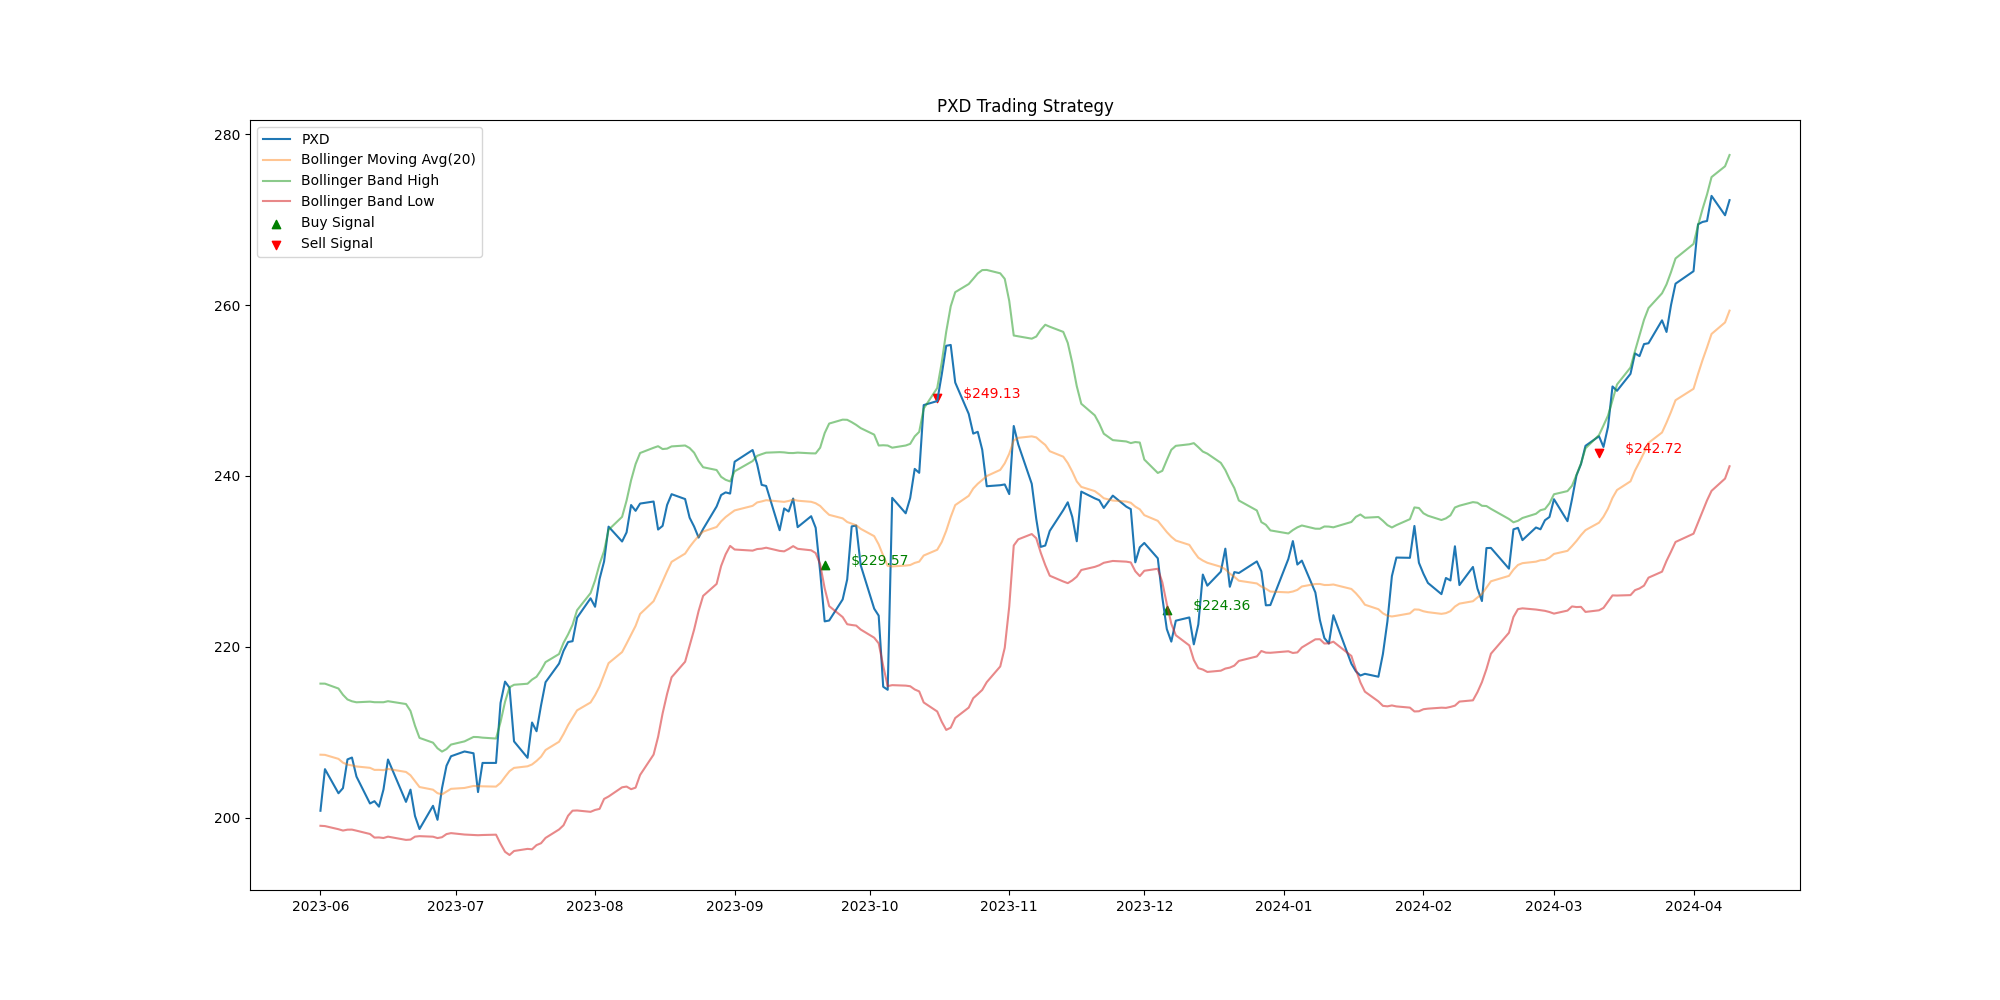 PXD Trading Strategy
PXD
Bollinger Moving Avg(20)
Bollinger Band High
Bollinger Band Low
Buy Signal
Sell Signal
280
260
240
220
200
$249.13
$242.72
$229.57
$224.36
2023-06 2023-07 2023-08 2023-09 2023-10 2023-11 2023-12 2024-01 2024-02 2024-03 2024-04